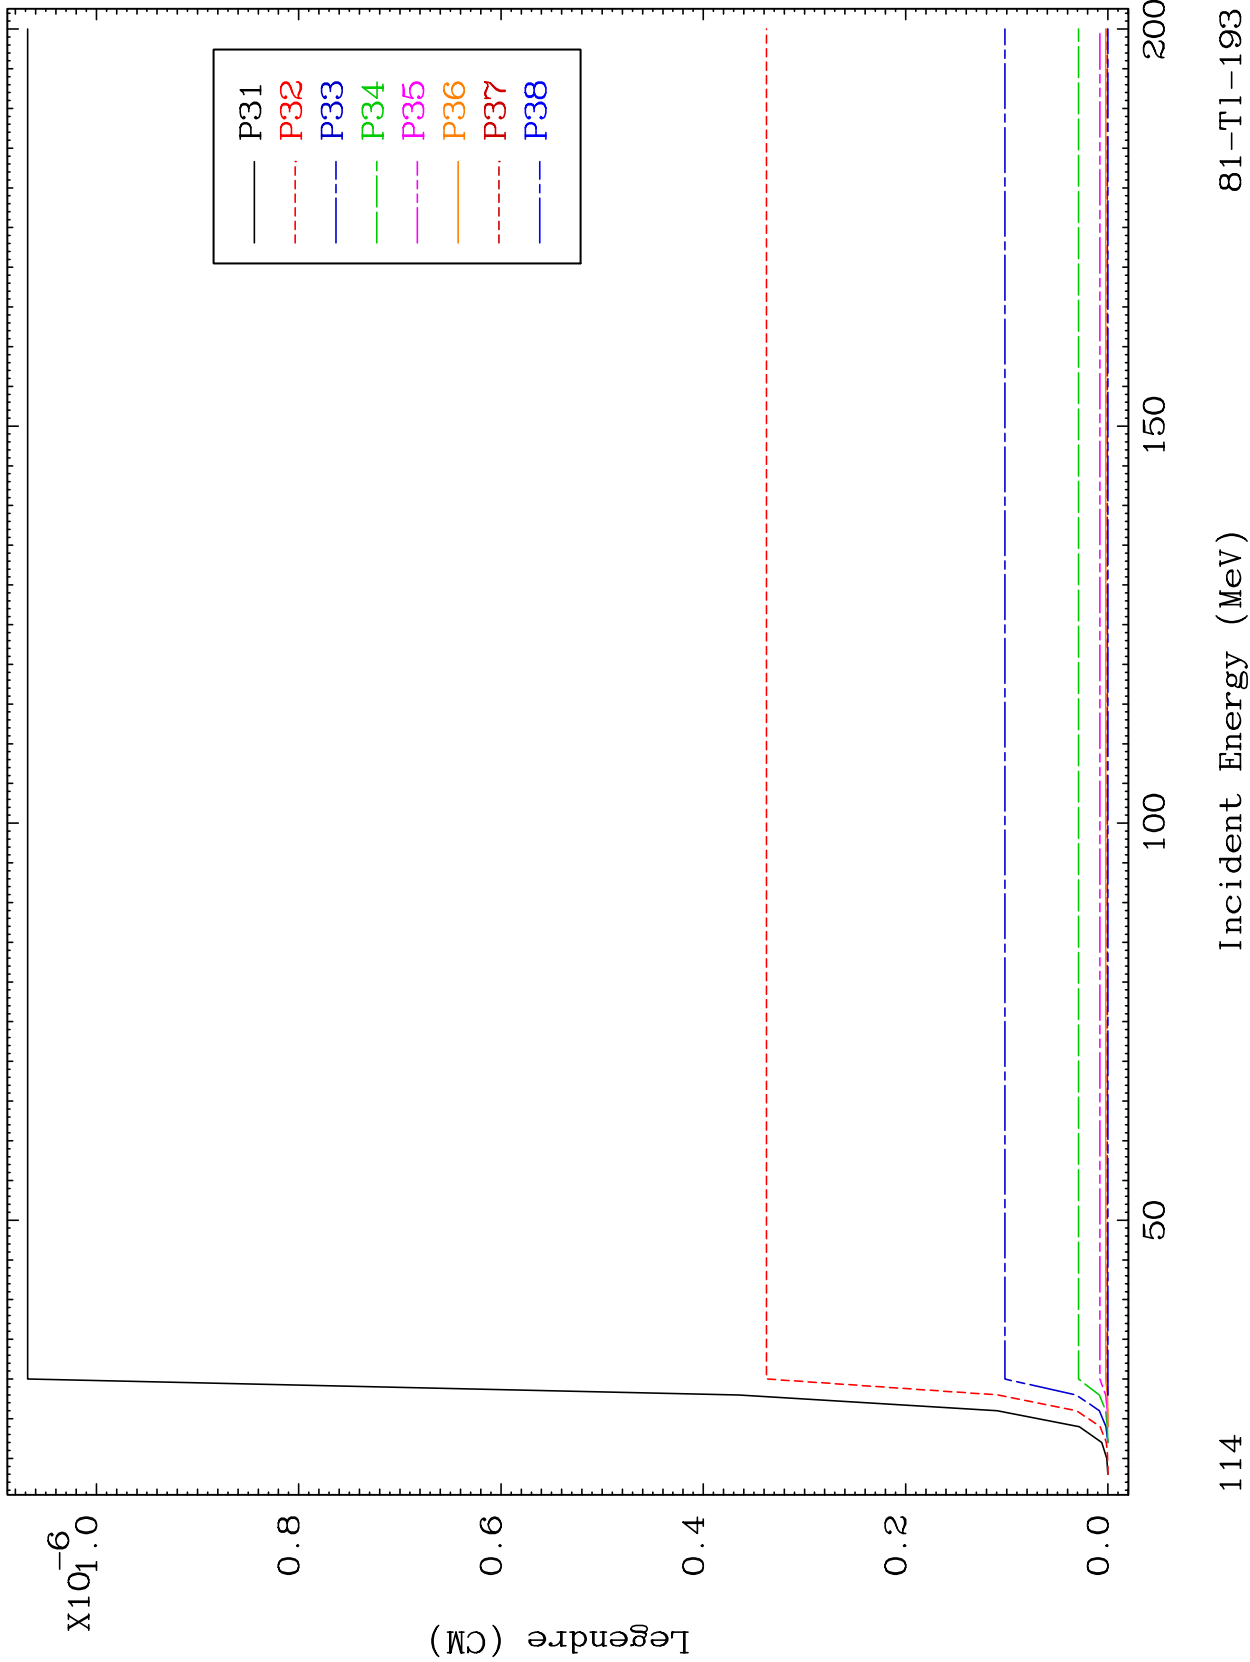 X10-6
1.0
0.8
0.6
0.4
0.2
0.0
Legendre (CM)
P31
P32
P33
P34
P35
P36
P37
P38
50
100
150
200
Incident Energy (MeV)
114
81-Tl-193